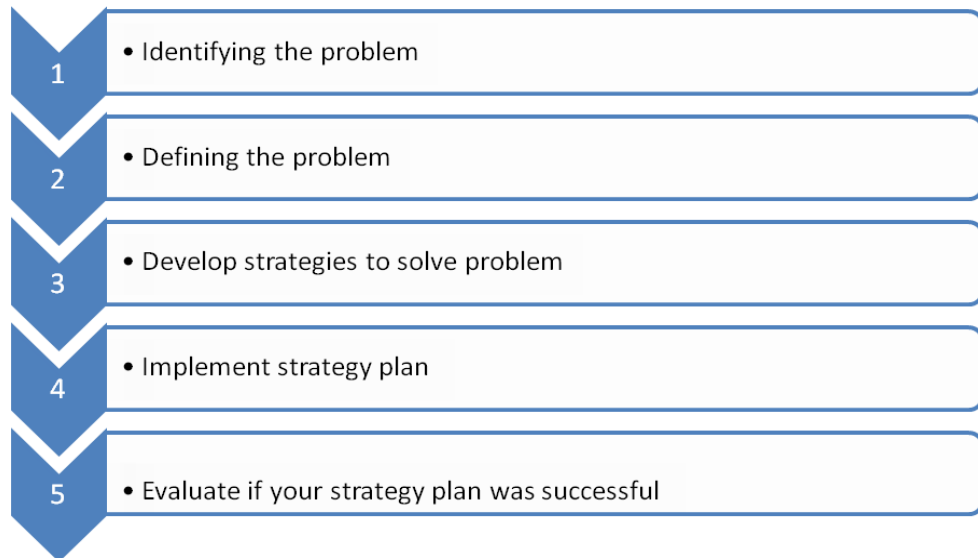 1
• Identifying the problem
2
• Defining the problem
3
• Develop strategies to solve problem
4
• Implement strategy plan
5
• Evaluate if your strategy plan was successful